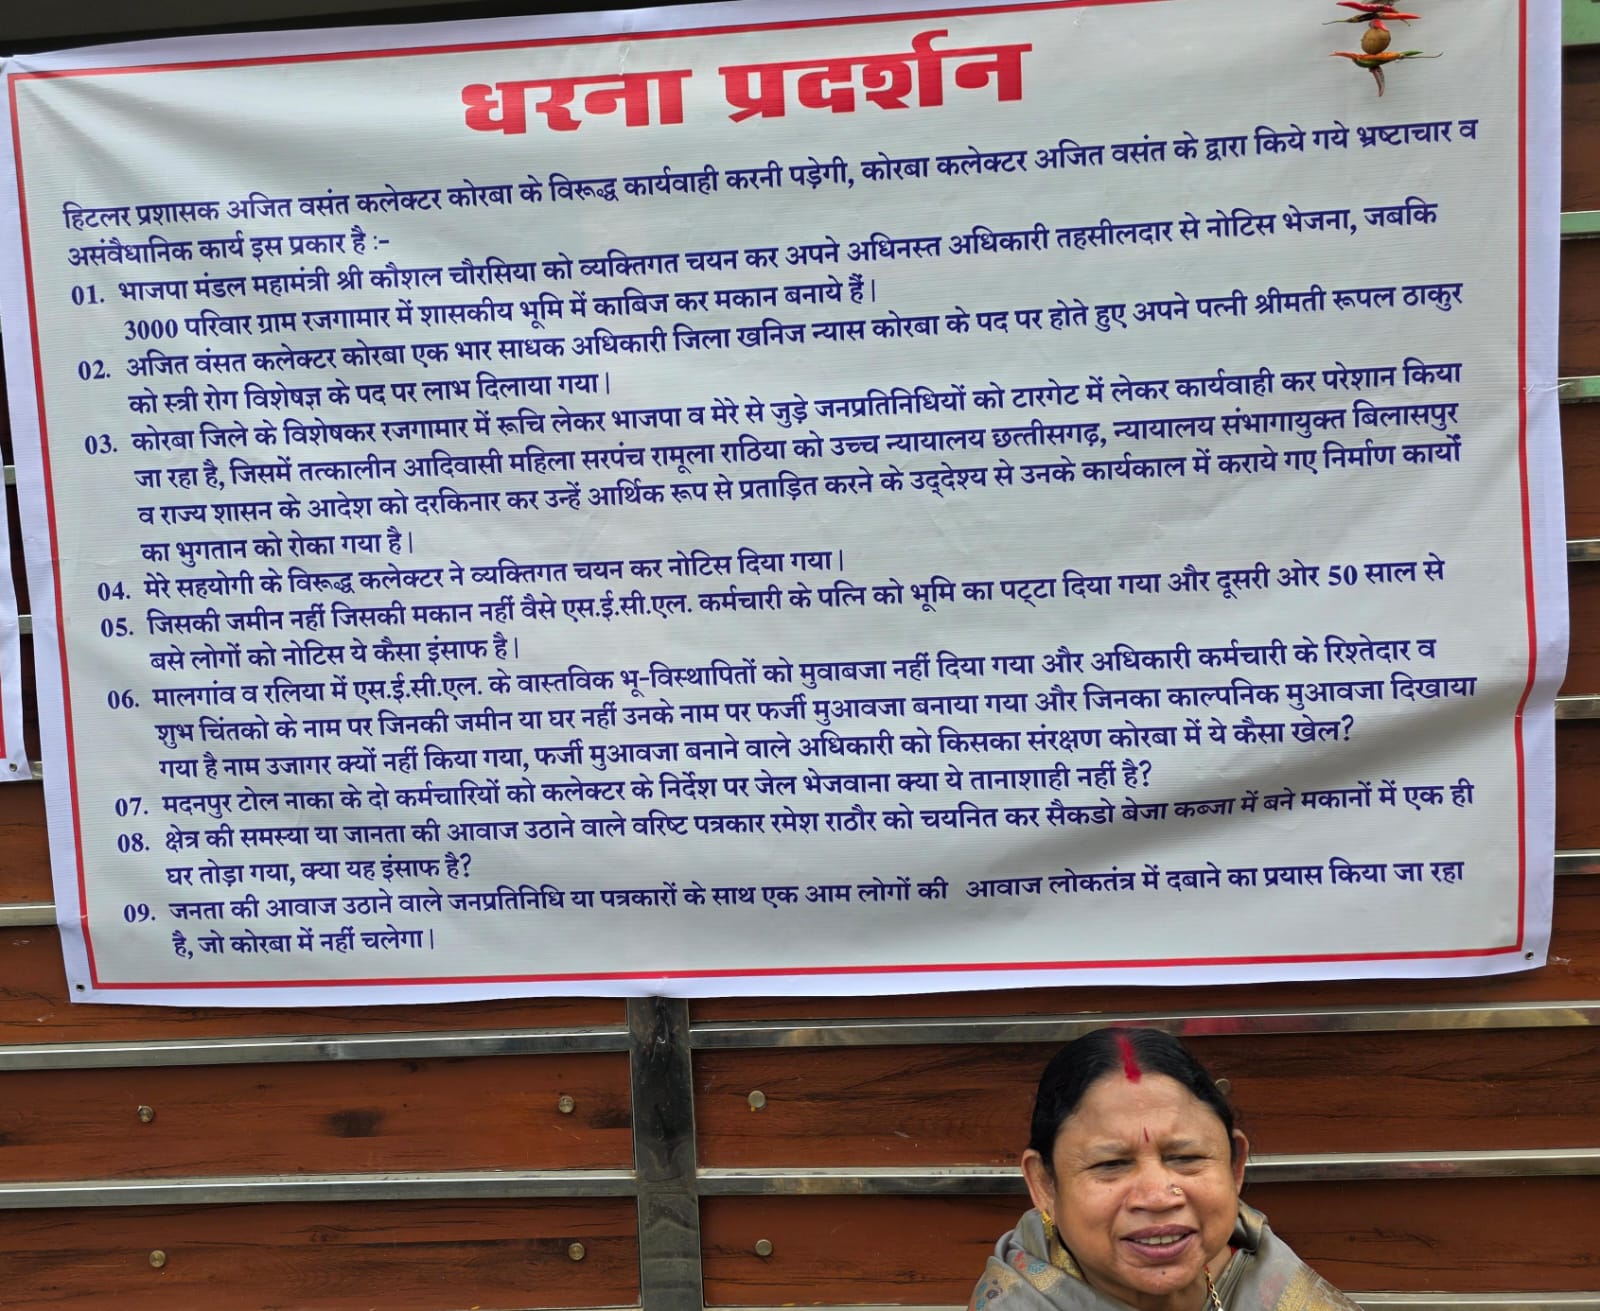 धरना प्रदर्शन
हिटलर प्रशासक अजित वसंत कलेक्टर कोरबा के विरूद्ध कार्यवाही करनी पड़ेगी, कोरबा कलेक्टर अजित वसंत के द्वारा किये गये भ्रष्टाचार व
असंवैधानिक कार्य इस प्रकार है :-
01. भाजपा मंडल महामंत्री श्री कौशल चौरसिया को व्यक्तिगत चयन कर अपने अधिनस्त अधिकारी तहसीलदार से नोटिस भेजना, जबकि
3000 परिवार ग्राम रजगामार में शासकीय भूमि में काबिज कर मकान बनाये हैं।
02. अजित वंसत कलेक्टर कोरबा एक भार साधक अधिकारी जिला खनिज न्यास कोरबा के पद पर होते हुए अपने पत्नी श्रीमती रूपल ठाकुर
को स्त्री रोग विशेषज्ञ के पद पर लाभ दिलाया गया।
03. कोरबा जिले के विशेषकर रजगामार में रूचि लेकर भाजपा व मेरे से जुड़े जनप्रतिनिधियों को टारगेट में लेकर कार्यवाही कर परेशान किया
जा रहा है, जिसमें तत्कालीन आदिवासी महिला सरपंच रामूला राठिया को उच्च न्यायालय छत्तीसगढ़, न्यायालय संभागायुक्त बिलासपुर
व राज्य शासन के आदेश को दरकिनार कर उन्हें आर्थिक रूप से प्रताड़ित करने के उद्देश्य से उनके कार्यकाल में कराये गए निर्माण कार्यों
का भुगतान को रोका गया है।
04. मेरे सहयोगी के विरूद्ध कलेक्टर ने व्यक्तिगत चयन कर नोटिस दिया गया।
05. जिसकी जमीन नहीं जिसकी मकान नहीं वैसे एस.ई.सी.एल. कर्मचारी के पत्नि को भूमि का पट्टा दिया गया और दूसरी ओर 50 साल से
बसे लोगों को नोटिस ये कैसा इंसाफ है।
06. मालगांव व रलिया में एस.ई.सी.एल. के वास्तविक भू-विस्थापितों को मुवाबजा नहीं दिया गया और अधिकारी कर्मचारी के रिश्तेदार व
शुभ चिंतको के नाम पर जिनकी जमीन या घर नहीं उनके नाम पर फर्जी मुआवजा बनाया गया और जिनका काल्पनिक मुआवजा दिखाया
गया है नाम उजागर क्यों नहीं किया गया, फर्जी मुआवजा बनाने वाले अधिकारी को किसका संरक्षण कोरबा में ये कैसा खेल?
07. मदनपुर टोल नाका के दो कर्मचारियों को कलेक्टर के निर्देश पर जेल भेजवाना क्या ये तानाशाही नहीं है?
08. क्षेत्र की समस्या या जानता की आवाज उठाने वाले वरिष्ट पत्रकार रमेश राठौर को चयनित कर सैकडो बेजा कब्जा में बने मकानों में एक ही
घर तोड़ा गया, क्या यह इंसाफ है?
09. जनता की आवाज उठाने वाले जनप्रतिनिधि या पत्रकारों के साथ एक आम लोगों की आवाज लोकतंत्र में दबाने का प्रयास किया जा रहा
है, जो कोरबा में नहीं चलेगा।